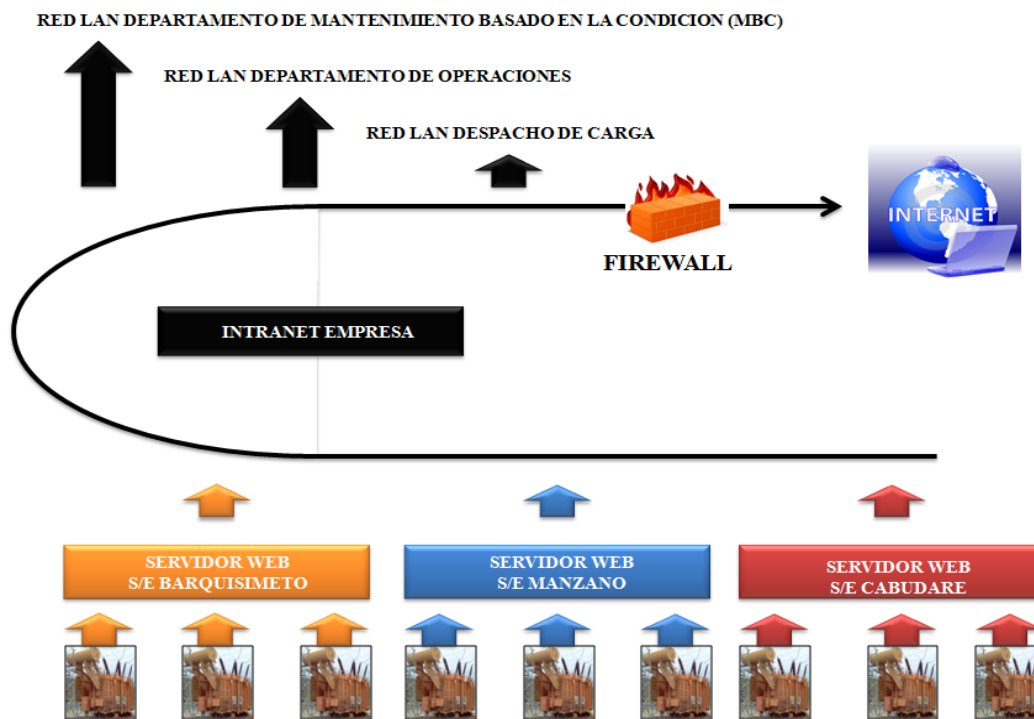 RED LAN DEPARTAMENTO DE MANTENIMIENTO BASADO EN LA CONDICION (MBC)
RED LAN DEPARTAMENTO DE OPERACIONES
RED LAN DESPACHO DE CARGA
INTERNET
FIREWALL
INTRANET EMPRESA
SERVIDOR WEB
S/E BARQUISIMETO
SERVIDOR WEB
S/E MANZANO
SERVIDOR WEB
S/E CABUDARE